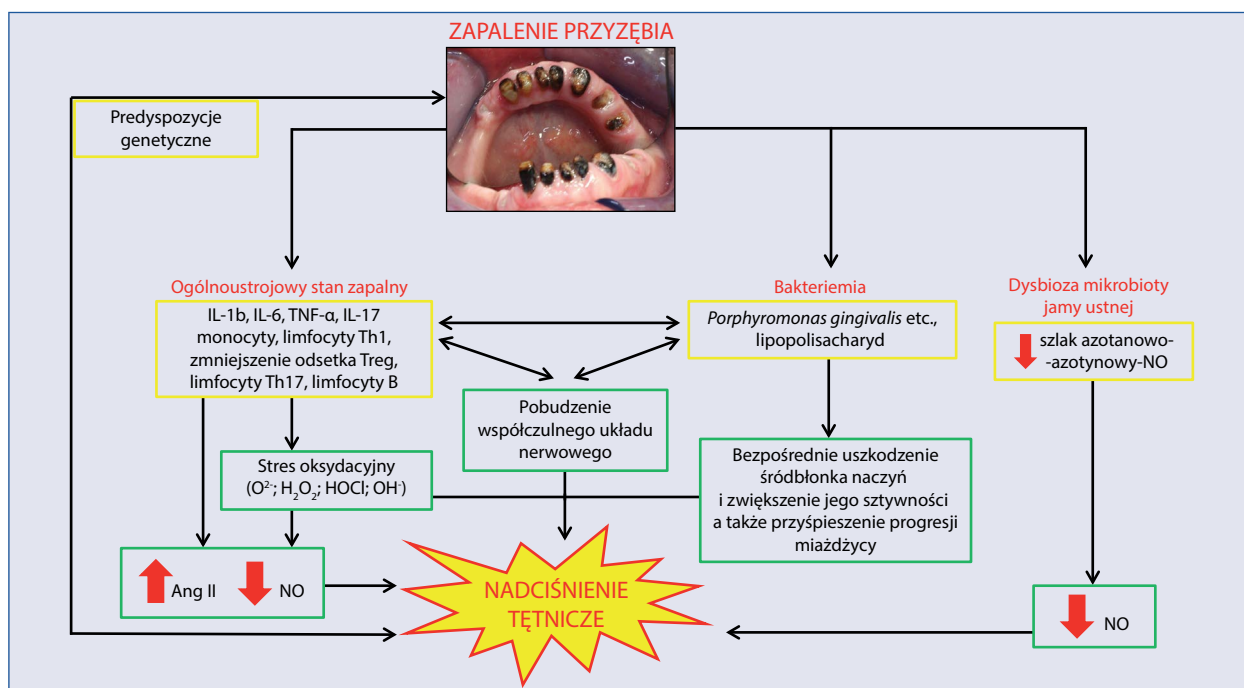 ZAPALENIE PRZYZĘBIA
Predyspozycje
genetyczne
Ogólnoustrojowy stan zapalny
IL-1b, IL-6, TNF-α, IL-17
monocyty, limfocyty Th1,
zmniejszenie odsetka Treg,
limfocyty Th17, limfocyty B
Bakteriemia
Porphyromonas gingivalis etc.,
lipopolisacharyd
Dysbioza mikrobioty
jamy ustnej
szlak azotanowo-
-azotynowy-NO
Pobudzenie
współczulnego układu
nerwowego
Stres oksydacyjny
(O²⁻; H₂O₂; HOCl; OH⁻)
Bezpośrednie uszkodzenie
śródbłonka naczyń
i zwiększenie jego sztywności
a także przyśpieszenie progresji
miażdżycy
Ang II
NO
NADCIŚNIENIE
TĘTNICZE
NO